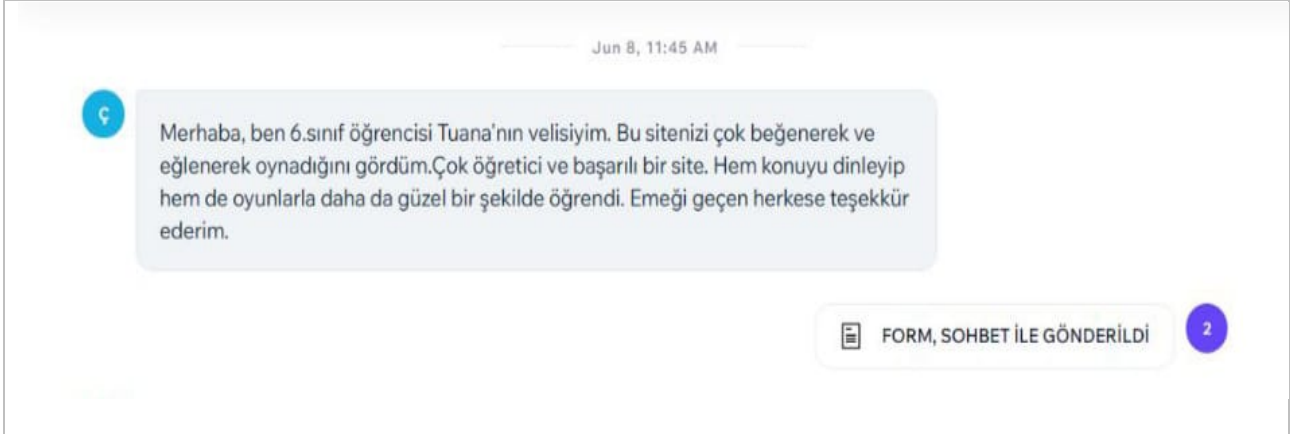 Jun 8, 11:45 AM
Ç
Merhaba, ben 6.sınıf öğrencisi Tuana'nın velisiyim. Bu sitenizi çok beğenerek ve
eğlenerek oynadığını gördüm.Çok öğretici ve başarılı bir site. Hem konuyu dinleyip
hem de oyunlarla daha da güzel bir şekilde öğrendi. Emeği geçen herkese teşekkür
ederim.
FORM, SOHBET İLE GÖNDERİLDİ
2